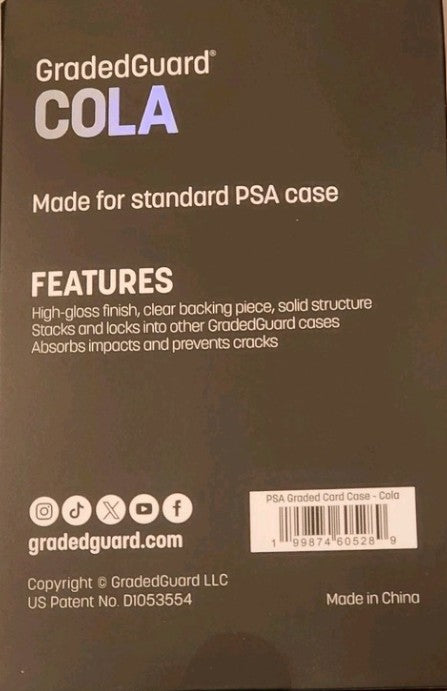 GradedGuard®
COLA
Made for standard PSA case
FEATURES
High-gloss finish, clear backing piece, solid structure
Stacks and locks into other GradedGuard cases
Absorbs impacts and prevents cracks
PSA Graded Card Case - Cola
1 99874 60528 9
gradedguard.com
Copyright © GradedGuard LLC
US Patent No. D1053554
Made in China